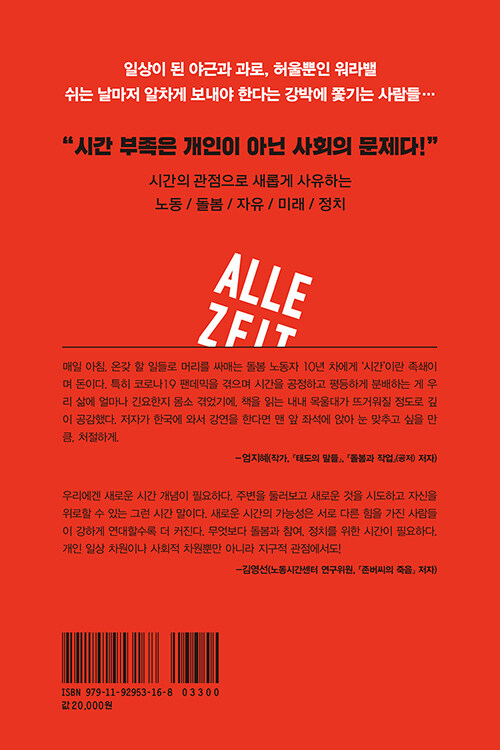 일상이 된 야근과 과로, 허울뿐인 워라밸
쉬는 날마저 알차게 보내야 한다는 강박에 쫓기는 사람들…
“시간 부족은 개인이 아닌 사회의 문제다!”
시간의 관점으로 새롭게 사유하는
노동 / 돌봄 / 자유 / 미래 / 정치
ALLE
ZEIT
매일 아침, 온갖 할 일들로 머리를 싸매는 돌봄 노동자 10년 차에게 ‘시간’이란 족쇄이
며 돈이다. 특히 코로나19 팬데믹을 겪으며 시간을 공정하고 평등하게 분배하는 게 우
리 삶에 얼마나 긴요한지 몸소 겪었기에, 책을 읽는 내내 목울대가 뜨거워질 정도로 깊
이 공감했다. 저자가 한국에 와서 강연을 한다면 맨 앞 좌석에 앉아 눈 맞추고 싶을 만
큼, 처절하게.
–엄지혜(작가, 『태도의 말들』, 『돌봄과 작업』(공저) 저자)
우리에겐 새로운 시간 개념이 필요하다. 주변을 둘러보고 새로운 것을 시도하고 자신을
위로할 수 있는 그런 시간 말이다. 새로운 시간의 가능성은 서로 다른 힘을 가진 사람들
이 강하게 연대할수록 더 커진다. 무엇보다 돌봄과 참여, 정치를 위한 시간이 필요하다.
개인 일상 차원이나 사회적 차원뿐만 아니라 지구적 관점에서도!
–김영선(노동시간센터 연구위원, 『존버씨의 죽음』 저자)
ISBN 979-11-92953-16-8 03300
값 20,000원